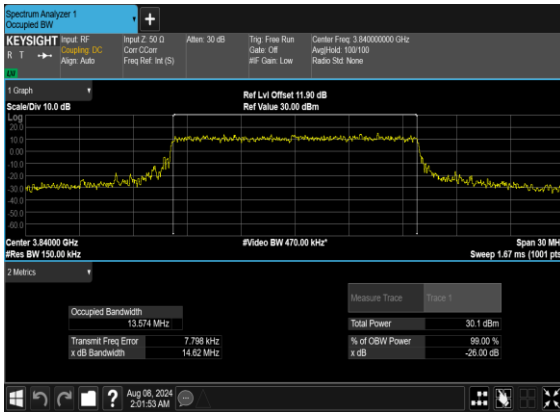 Spectrum Analyzer 1
Occupied BW
KEYSIGHT Input: RF Input Z: 50 Ω Atten: 30 dB Trig: Free Run Center Freq: 3.840000000 GHz
R T Coupling: DC Corr CCorr Gate: Off Avg|Hold: 100/100
Align: Auto Freq Ref: Int (S) #IF Gain: Low Radio Std: None
LXI
1 Graph
Ref Lvl Offset 11.90 dB
Scale/Div 10.0 dB Ref Value 30.00 dBm
Log
20.0
10.0
0.00
-10.0
-20.0
-30.0
-40.0
-50.0
-60.0
Center 3.84000 GHz #Video BW 470.00 kHz* Span 30 MH
#Res BW 150.00 kHz Sweep 1.67 ms (1001 pts
2 Metrics
Measure Trace Trace 1
Occupied Bandwidth
13.574 MHz Total Power 30.1 dBm
Transmit Freq Error 7.798 kHz % of OBW Power 99.00 %
x dB Bandwidth 14.62 MHz x dB -26.00 dB
Aug 08, 2024
2:01:53 AM